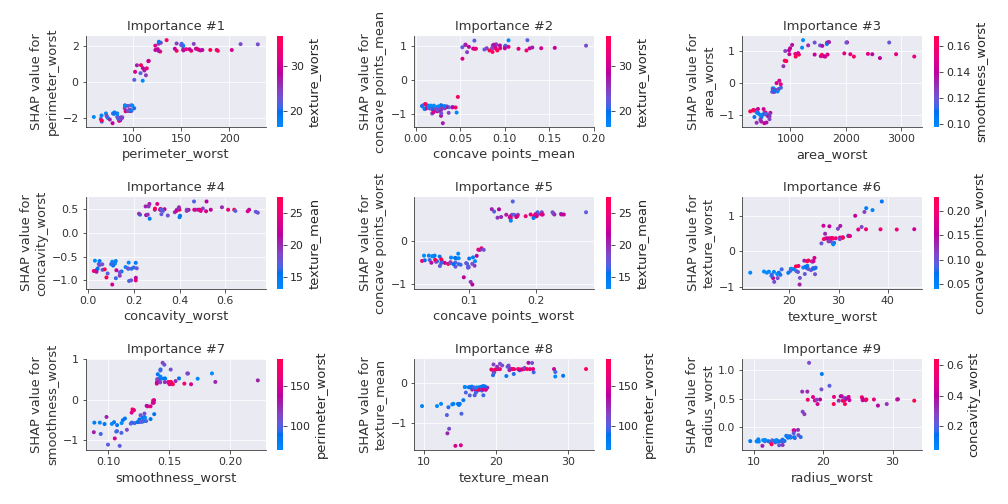 Importance #1
SHAP value for
perimeter_worst
2
0
−2
100
150
200
perimeter_worst
30
20
texture_worst
Importance #2
SHAP value for
concave points_mean
1
0
−1
0.00
0.05
0.10
0.15
0.20
concave points_mean
30
20
texture_worst
Importance #3
SHAP value for
area_worst
1
0
−1
1000
2000
3000
area_worst
0.16
0.14
0.12
0.10
smoothness_worst
Importance #4
SHAP value for
concavity_worst
0.5
0.0
−0.5
−1.0
0.0
0.2
0.4
0.6
concavity_worst
25
20
15
texture_mean
Importance #5
SHAP value for
concave points_worst
0
−1
0.1
0.2
concave points_worst
25
20
15
texture_mean
Importance #6
SHAP value for
texture_worst
1
0
−1
20
30
40
texture_worst
0.20
0.15
0.10
0.05
concave points_worst
Importance #7
SHAP value for
smoothness_worst
1
0
−1
0.10
0.15
0.20
smoothness_worst
150
100
perimeter_worst
Importance #8
SHAP value for
texture_mean
0
−1
10
20
30
texture_mean
150
100
perimeter_worst
Importance #9
SHAP value for
radius_worst
1.0
0.5
0.0
10
20
30
radius_worst
0.6
0.4
0.2
concavity_worst